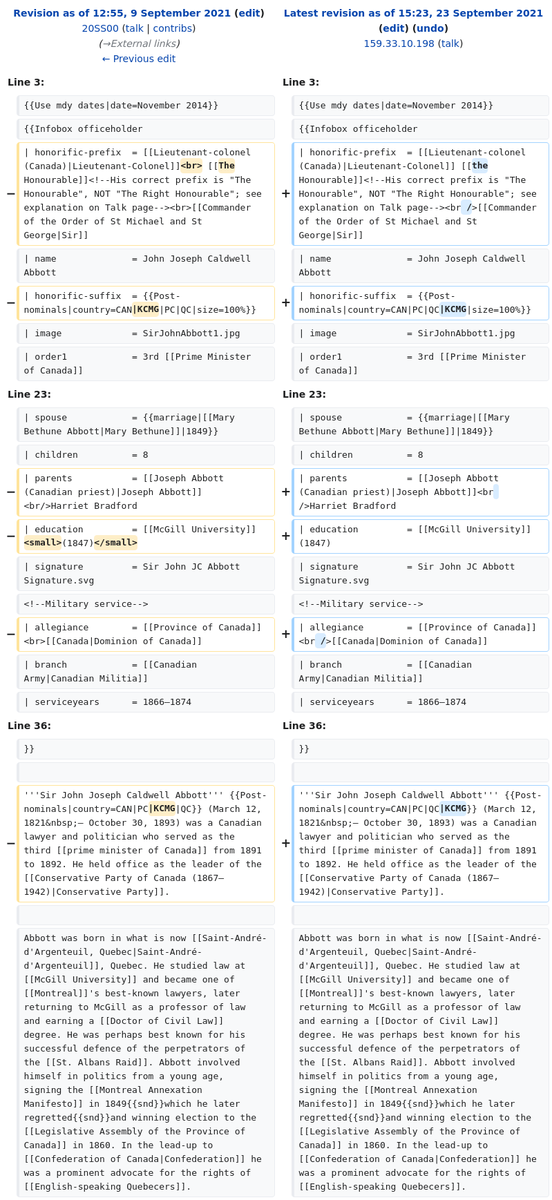 Revision as of 12:55, 9 September 2021 (edit)
20SS00 (talk | contribs)
(→External links)
← Previous edit
Latest revision as of 15:23, 23 September 2021
(edit) (undo)
159.33.10.198 (talk)
Line 3:
Line 3:
{{Use mdy dates|date=November 2014}}
{{Use mdy dates|date=November 2014}}
{{Infobox officeholder
{{Infobox officeholder
−
| honorific-prefix = [[Lieutenant-colonel
(Canada)|Lieutenant-Colonel]]<br> [[The
Honourable]]<!--His correct prefix is "The
Honourable", NOT "The Right Honourable"; see
explanation on Talk page--><br>[[Commander
of the Order of St Michael and St
George|Sir]]
+
| honorific-prefix = [[Lieutenant-colonel
(Canada)|Lieutenant-Colonel]] [[the
Honourable]]<!--His correct prefix is "The
Honourable", NOT "The Right Honourable"; see
explanation on Talk page--><br />[[Commander
of the Order of St Michael and St
George|Sir]]
| name = John Joseph Caldwell
Abbott
| name = John Joseph Caldwell
Abbott
−
| honorific-suffix = {{Post-
nominals|country=CAN|KCMG|PC|QC|size=100%}}
+
| honorific-suffix = {{Post-
nominals|country=CAN|PC|QC|KCMG|size=100%}}
| image = SirJohnAbbott1.jpg
| image = SirJohnAbbott1.jpg
| order1 = 3rd [[Prime Minister
of Canada]]
| order1 = 3rd [[Prime Minister
of Canada]]
Line 23:
Line 23:
| spouse = {{marriage|[[Mary
Bethune Abbott|Mary Bethune]]|1849}}
| spouse = {{marriage|[[Mary
Bethune Abbott|Mary Bethune]]|1849}}
| children = 8
| children = 8
−
| parents = [[Joseph Abbott
(Canadian priest)|Joseph Abbott]]
<br/>Harriet Bradford
+
| parents = [[Joseph Abbott
(Canadian priest)|Joseph Abbott]]<br
/>Harriet Bradford
−
| education = [[McGill University]]
<small>(1847)</small>
+
| education = [[McGill University]]
(1847)
| signature = Sir John JC Abbott
Signature.svg
| signature = Sir John JC Abbott
Signature.svg
<!--Military service-->
<!--Military service-->
−
| allegiance = [[Province of Canada]]
<br>[[Canada|Dominion of Canada]]
+
| allegiance = [[Province of Canada]]
<br />[[Canada|Dominion of Canada]]
| branch = [[Canadian
Army|Canadian Militia]]
| branch = [[Canadian
Army|Canadian Militia]]
| serviceyears = 1866–1874
| serviceyears = 1866–1874
Line 36:
Line 36:
}}
}}
−
'''Sir John Joseph Caldwell Abbott''' {{Post-
nominals|country=CAN|PC|KCMG|QC}} (March 12,
1821&nbsp;– October 30, 1893) was a Canadian
lawyer and politician who served as the
third [[prime minister of Canada]] from 1891
to 1892. He held office as the leader of the
[[Conservative Party of Canada (1867–
1942)|Conservative Party]].
+
'''Sir John Joseph Caldwell Abbott''' {{Post-
nominals|country=CAN|PC|QC|KCMG}} (March 12,
1821&nbsp;– October 30, 1893) was a Canadian
lawyer and politician who served as the
third [[prime minister of Canada]] from 1891
to 1892. He held office as the leader of the
[[Conservative Party of Canada (1867–
1942)|Conservative Party]].
Abbott was born in what is now [[Saint-André-
d'Argenteuil, Quebec|Saint-André-
d'Argenteuil]], Quebec. He studied law at
[[McGill University]] and became one of
[[Montreal]]'s best-known lawyers, later
returning to McGill as a professor of law
and earning a [[Doctor of Civil Law]]
degree. He was perhaps best known for his
successful defence of the perpetrators of
the [[St. Albans Raid]]. Abbott involved
himself in politics from a young age,
signing the [[Montreal Annexation
Manifesto]] in 1849{{snd}}which he later
regretted{{snd}}and winning election to the
[[Legislative Assembly of the Province of
Canada]] in 1860. In the lead-up to
[[Confederation of Canada|Confederation]] he
was a prominent advocate for the rights of
[[English-speaking Quebecers]].
Abbott was born in what is now [[Saint-André-
d'Argenteuil, Quebec|Saint-André-
d'Argenteuil]], Quebec. He studied law at
[[McGill University]] and became one of
[[Montreal]]'s best-known lawyers, later
returning to McGill as a professor of law
and earning a [[Doctor of Civil Law]]
degree. He was perhaps best known for his
successful defence of the perpetrators of
the [[St. Albans Raid]]. Abbott involved
himself in politics from a young age,
signing the [[Montreal Annexation
Manifesto]] in 1849{{snd}}which he later
regretted{{snd}}and winning election to the
[[Legislative Assembly of the Province of
Canada]] in 1860. In the lead-up to
[[Confederation of Canada|Confederation]] he
was a prominent advocate for the rights of
[[English-speaking Quebecers]].